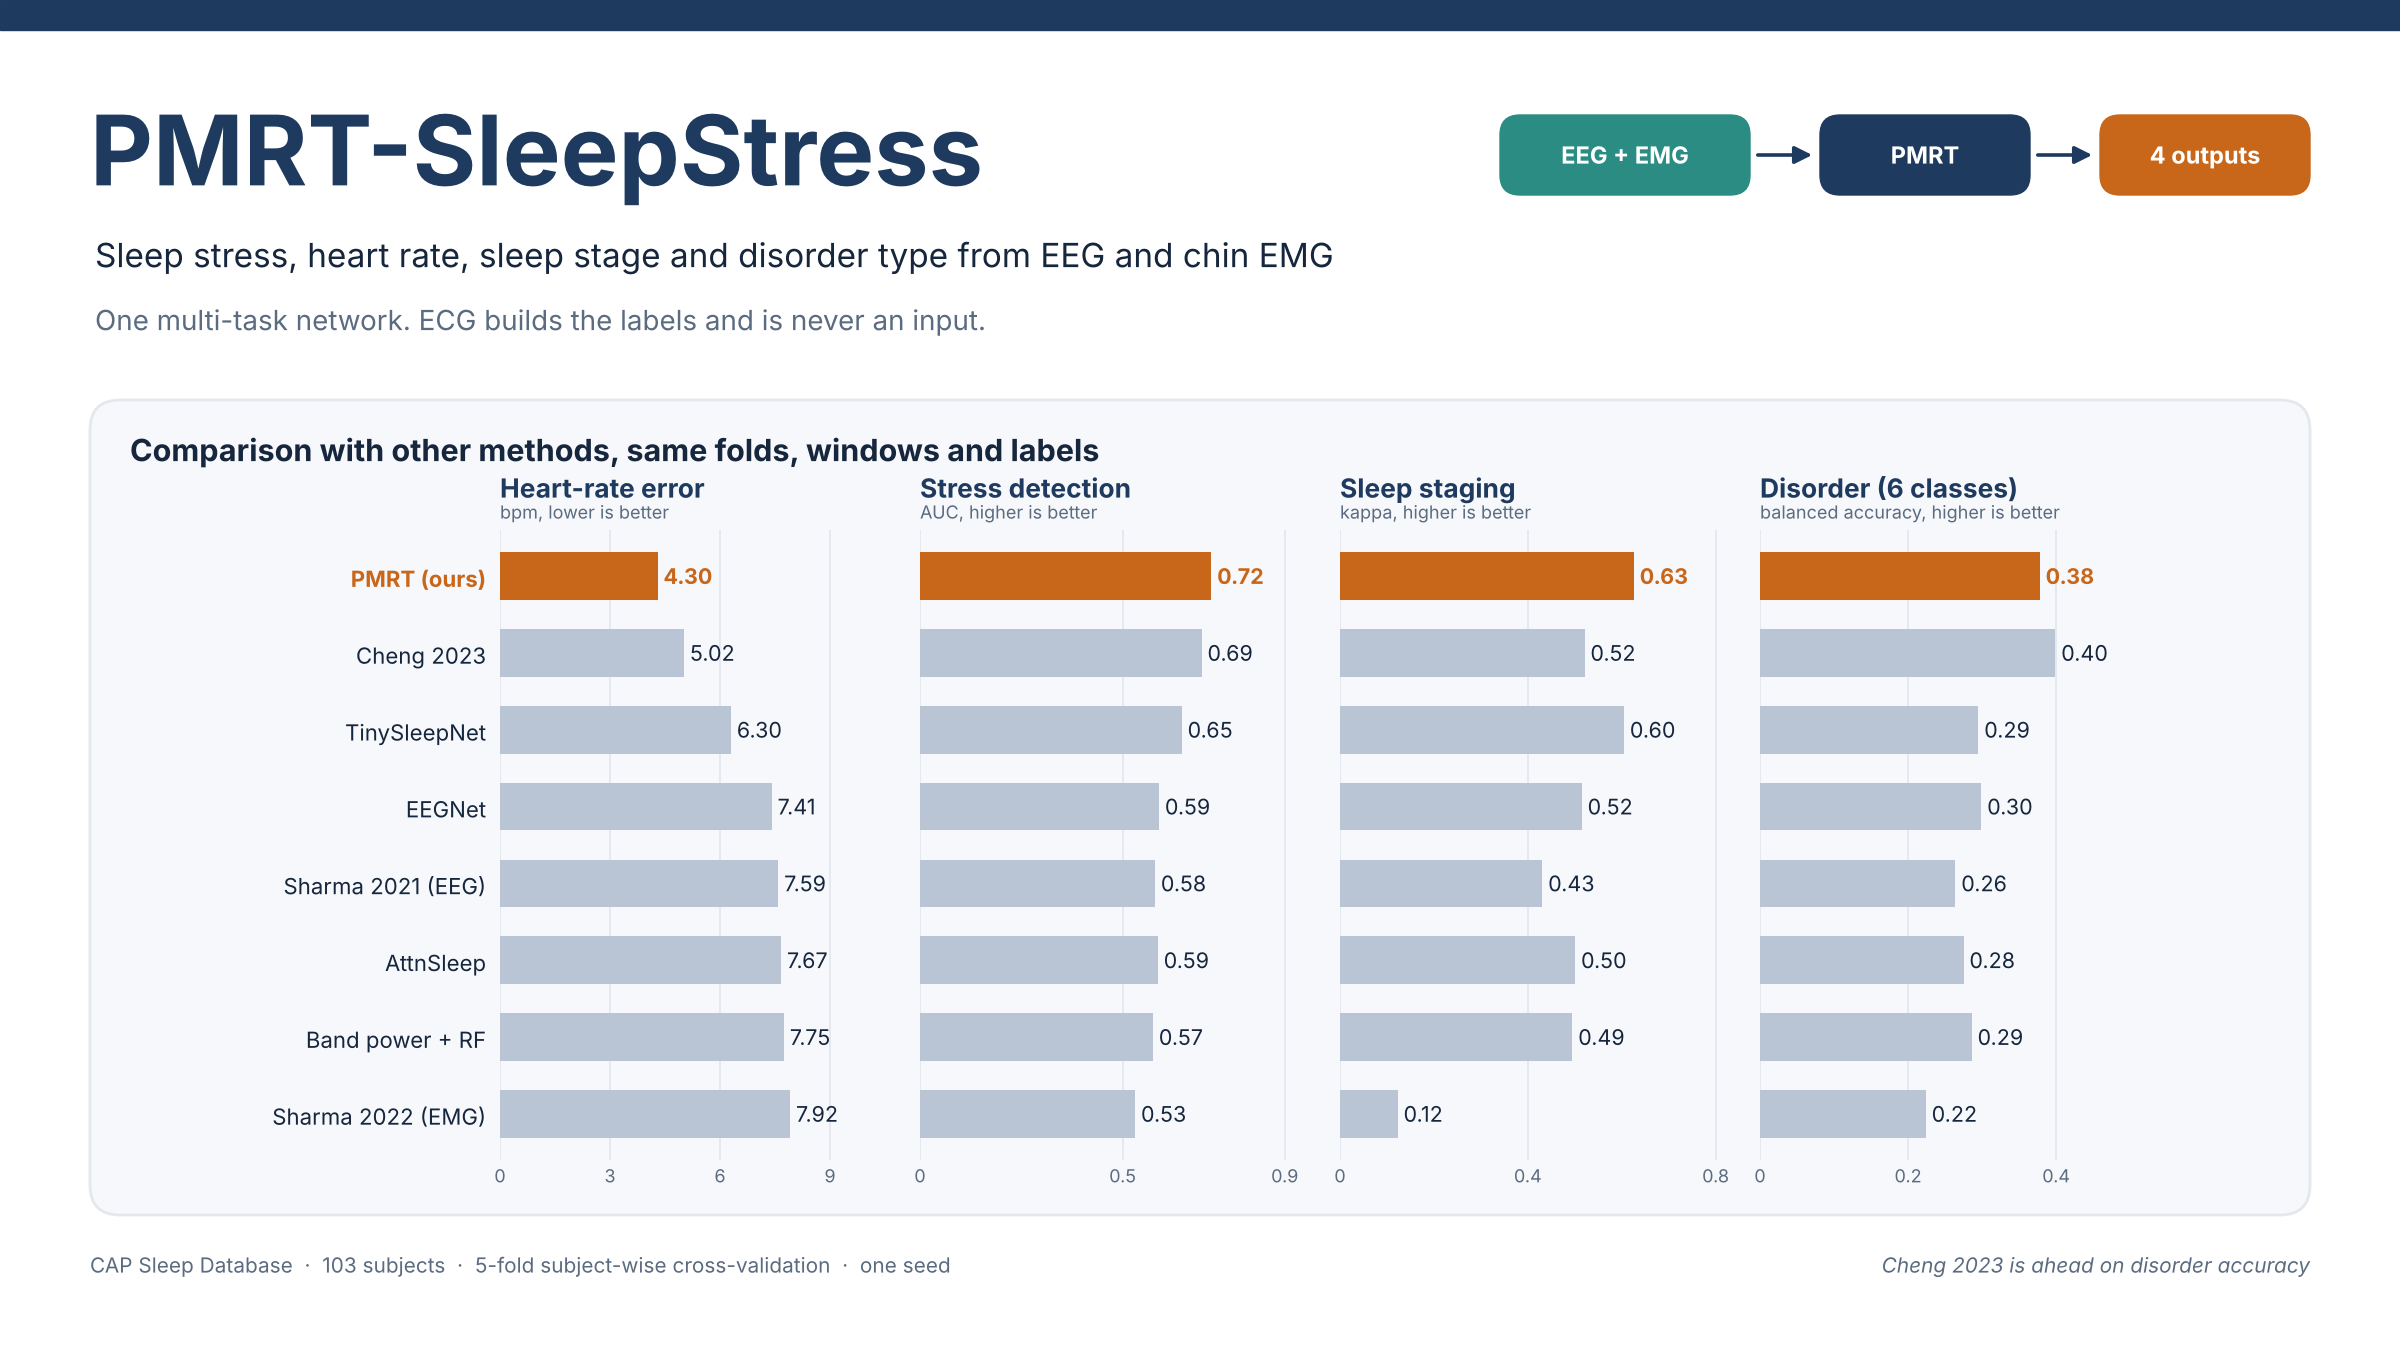 PMRT-SleepStress
EEG + EMG
PMRT
4 outputs
Sleep stress, heart rate, sleep stage and disorder type from EEG and chin EMG
One multi-task network. ECG builds the labels and is never an input.
Comparison with other methods, same folds, windows and labels
Heart-rate error
bpm, lower is better
Stress detection
AUC, higher is better
Sleep staging
kappa, higher is better
Disorder (6 classes)
balanced accuracy, higher is better
PMRT (ours) 4.30 0.72 0.63 0.38
Cheng 2023 5.02 0.69 0.52 0.40
TinySleepNet 6.30 0.65 0.60 0.29
EEGNet 7.41 0.59 0.52 0.30
Sharma 2021 (EEG) 7.59 0.58 0.43 0.26
AttnSleep 7.67 0.59 0.50 0.28
Band power + RF 7.75 0.57 0.49 0.29
Sharma 2022 (EMG) 7.92 0.53 0.12 0.22
0 3 6 9 0 0.5 0.9 0 0.4 0.8 0 0.2 0.4
CAP Sleep Database · 103 subjects · 5-fold subject-wise cross-validation · one seed
Cheng 2023 is ahead on disorder accuracy